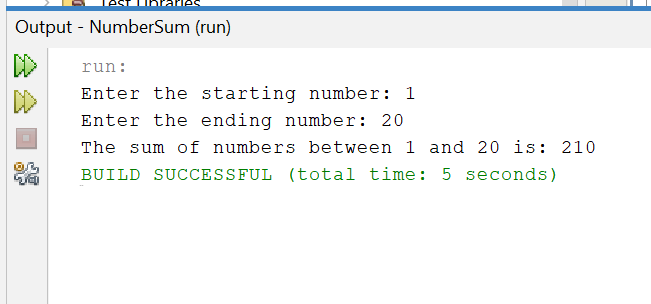 Test Libraries
Output - NumberSum (run)
run:
Enter the starting number: 1
Enter the ending number: 20
The sum of numbers between 1 and 20 is: 210
BUILD SUCCESSFUL (total time: 5 seconds)